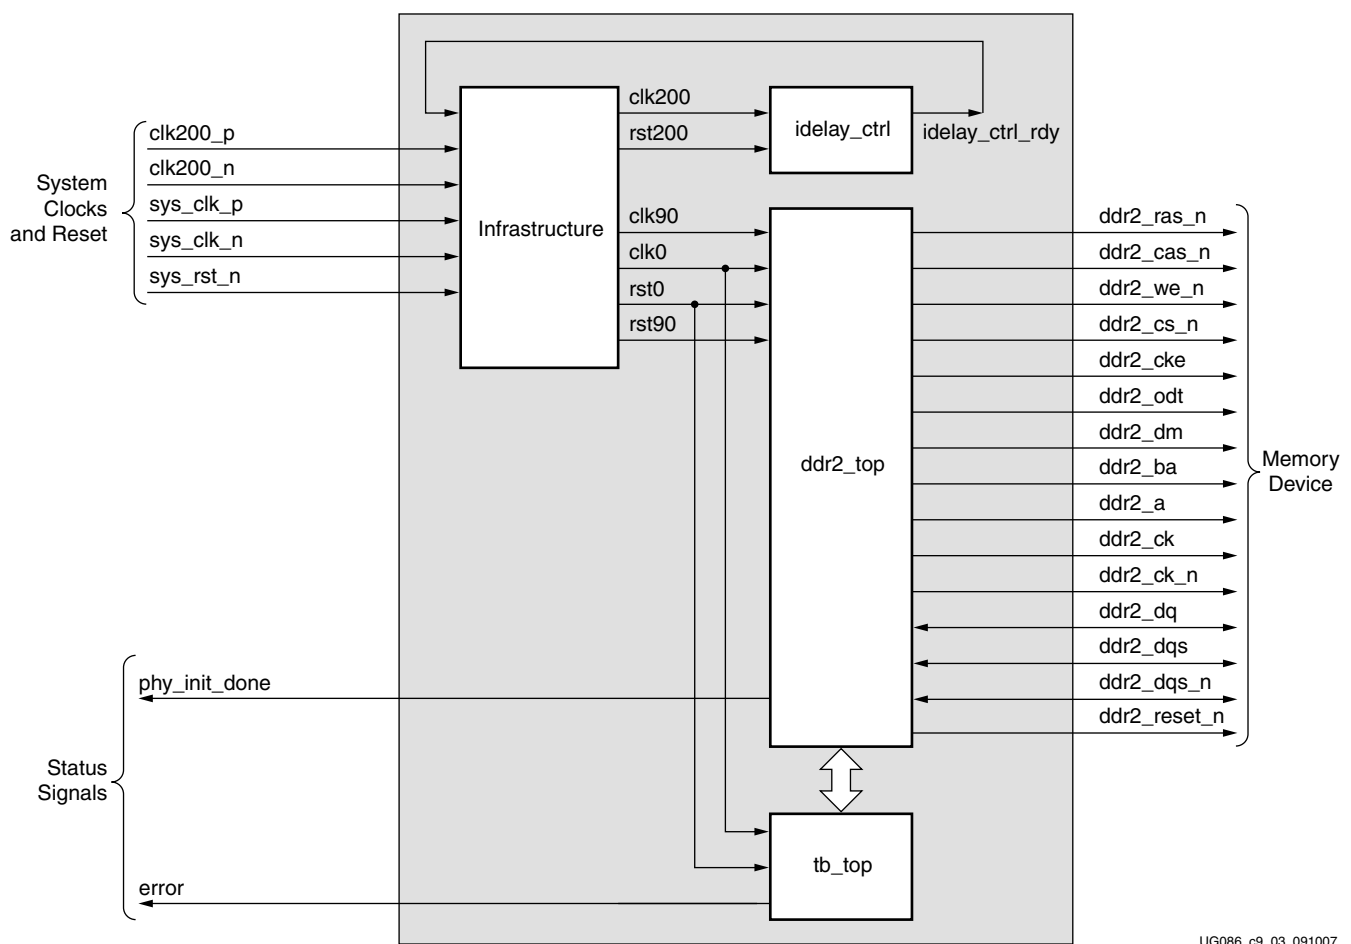 clk200_p
clk200_n
sys_clk_p
sys_clk_n
sys_rst_n
System
Clocks
and Reset
Infrastructure
clk200
rst200
clk90
clk0
rst0
rst90
idelay_ctrl
idelay_ctrl_rdy
ddr2_top
ddr2_ras_n
ddr2_cas_n
ddr2_we_n
ddr2_cs_n
ddr2_cke
ddr2_odt
ddr2_dm
ddr2_ba
ddr2_a
ddr2_ck
ddr2_ck_n
ddr2_dq
ddr2_dqs
ddr2_dqs_n
ddr2_reset_n
Memory
Device
phy_init_done
Status
Signals
error
tb_top
UG086_c9_03_091007